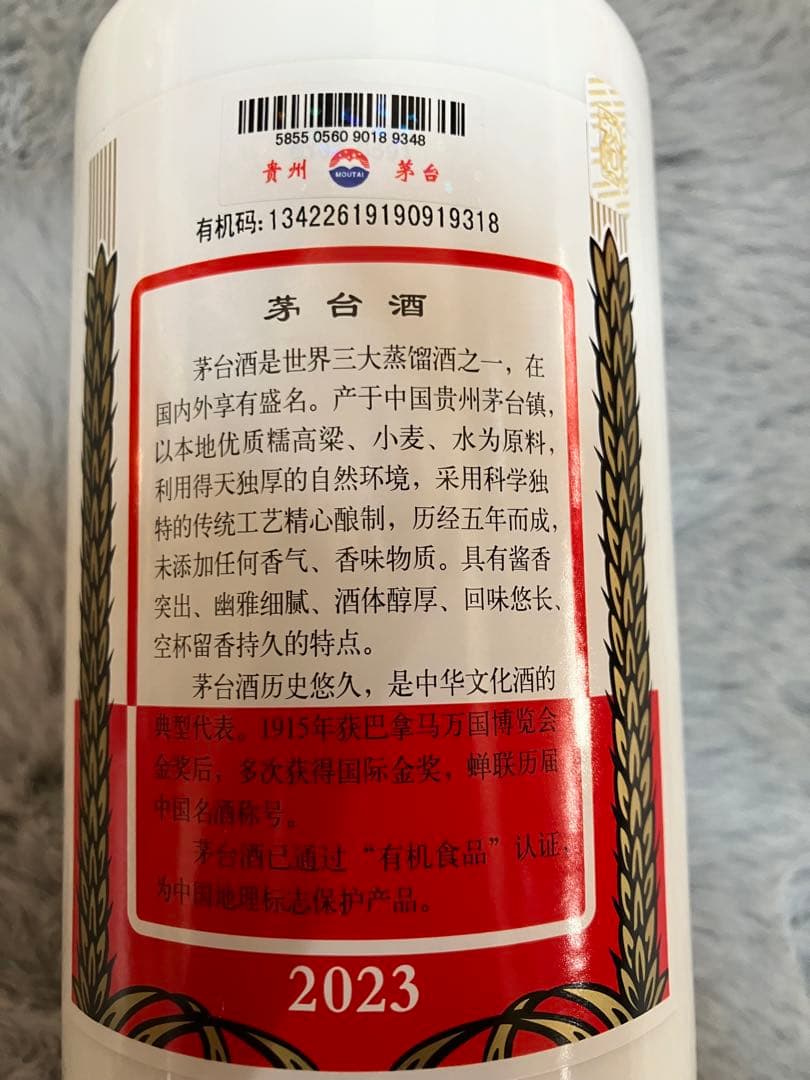 5855 0560 9018 9348
贵州 MOUTAI 茅台
有机码:13422619190919318
茅台酒
茅台酒是世界三大蒸馏酒之一，在
国内外享有盛名。产于中国贵州茅台镇，
以本地优质糯高粱、小麦、水为原料，
利用得天独厚的自然环境，采用科学独
特的传统工艺精心酿制，历经五年而成，
未添加任何香气、香味物质。具有酱香
突出、幽雅细腻、酒体醇厚、回味悠长、
空杯留香持久的特点。
茅台酒历史悠久，是中华文化酒的
典型代表。1915年获巴拿马万国博览会
金奖后，多次获得国际金奖，蝉联历届
中国名酒称号。
茅台酒已通过“有机食品”认证，
为中国地理标志保护产品。
2023